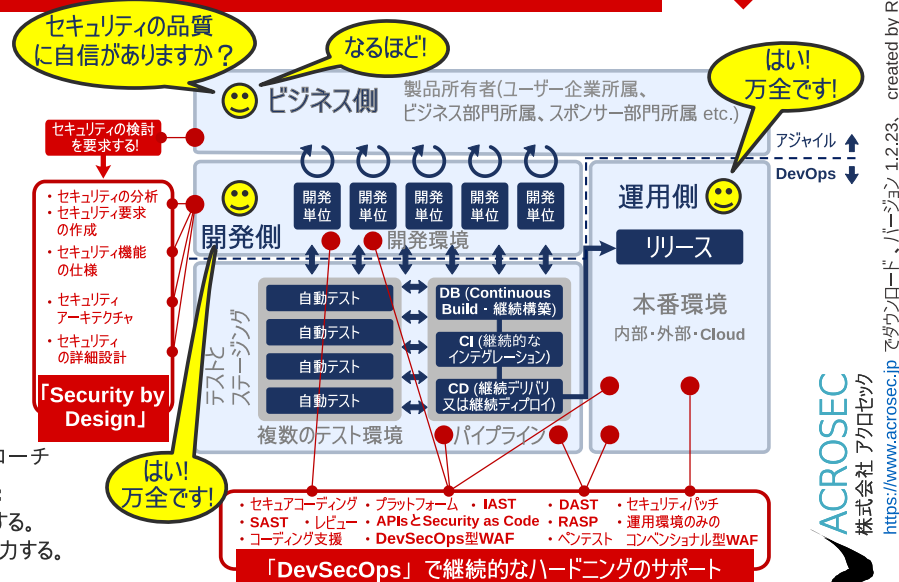 セキュリティの品質
に自信がありますか？
なるほど!
はい!
万全です!
ビジネス側
製品所有者(ユーザー企業所属、
ビジネス部門所属、スポンサー部門所属 etc.)
セキュリティの検討
を要求する!
アジャイル
DevOps
・セキュリティの分析
・セキュリティ要求
の作成
・セキュリティ機能
の仕様
・セキュリティ
アーキテクチャ
・セキュリティ
の詳細設計
「Security by
Design」
開発側
開発
単位
開発
単位
開発
単位
開発
単位
開発
単位
開発環境
運用側
リリース
本番環境
内部・外部・Cloud
テストと
ステージング
自動テスト
自動テスト
自動テスト
自動テスト
複数のテスト環境
DB (Continuous
Build・継続構築)
CI (継続的な
インテグレーション)
CD (継続デリバリ
又は継続ディプロイ)
パイプライン
はい!
万全です!
ローチ
する。
力する。
・セキュアコーディング
・SAST ・レビュー
・コーディング支援
・プラットフォーム ・IAST
・APIsとSecurity as Code
・DevSecOps型WAF
・DAST
・RASP
・ペンテスト
・セキュリティパッチ
・運用環境のみの
コンベンショナル型WAF
「DevSecOps」で継続的なハードニングのサポート
ACROSEC
株式会社 アクロセック
https://www.acrosec.jp でダウンロード、バージョン 1.2.23、 created by R